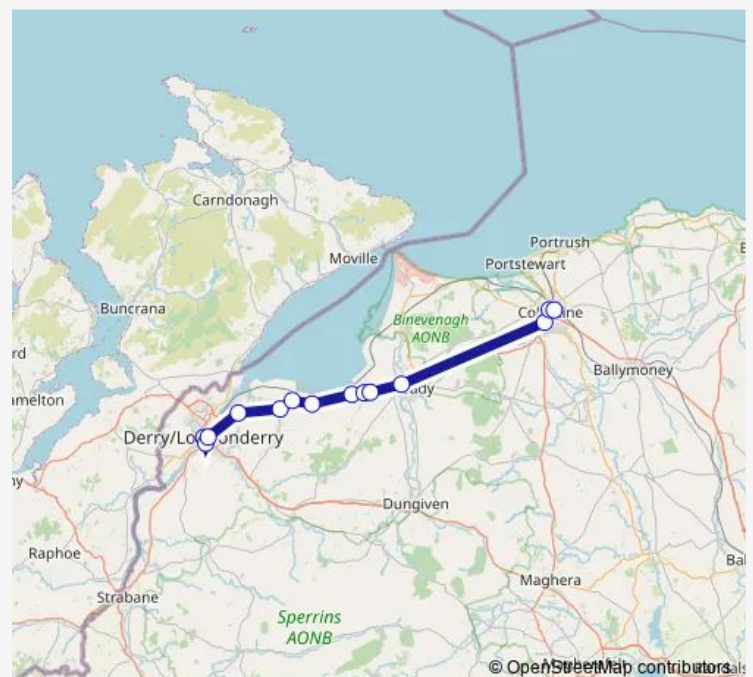 Carndonagh
Moville
Portrush
Portstewart
Buncrana
Binevenagh
AONB
Ballymoney
Derry/Lo
onderry
Dungiven
Raphoe
Maghera
Strabane
Sperrins
AONB
© OpenStreetMap contributors